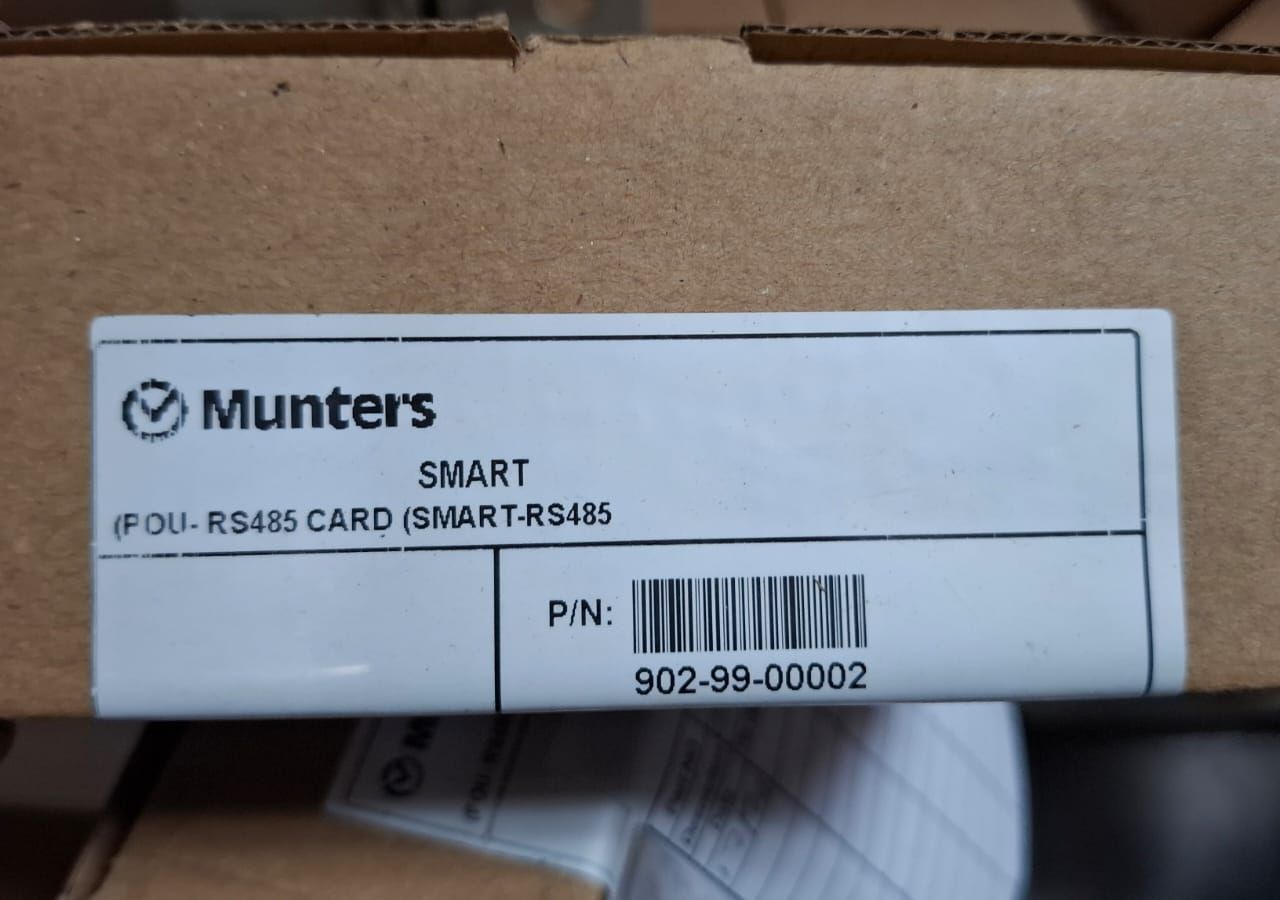 Munters
SMART
(POU- RS485 CARD (SMART-RS485
P/N:
902-99-00002